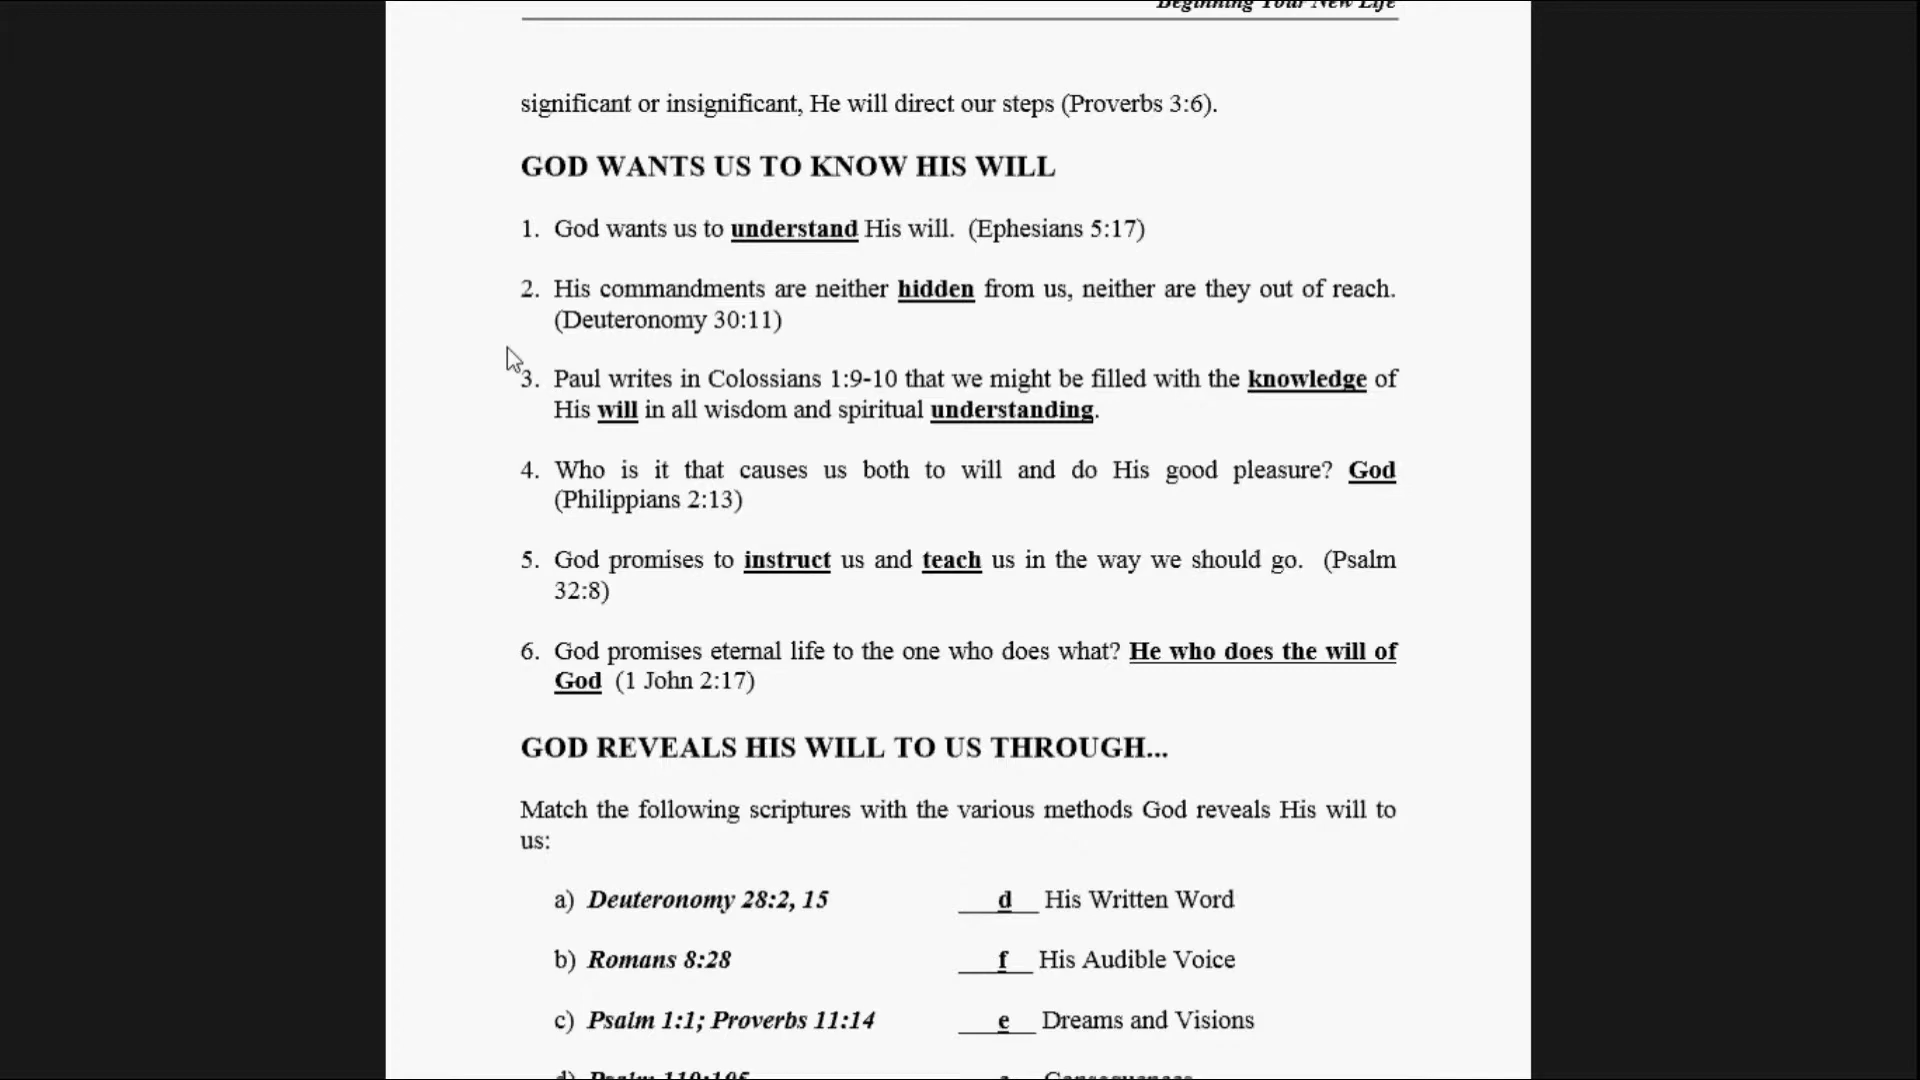 Beginning Your New Life
significant or insignificant, He will direct our steps (Proverbs 3:6).
GOD WANTS US TO KNOW HIS WILL
1. God wants us to understand His will. (Ephesians 5:17)
2. His commandments are neither hidden from us, neither are they out of reach.
(Deuteronomy 30:11)
3. Paul writes in Colossians 1:9-10 that we might be filled with the knowledge of
His will in all wisdom and spiritual understanding.
4. Who is it that causes us both to will and do His good pleasure? God
(Philippians 2:13)
5. God promises to instruct us and teach us in the way we should go. (Psalm
32:8)
6. God promises eternal life to the one who does what? He who does the will of
God (1 John 2:17)
GOD REVEALS HIS WILL TO US THROUGH...
Match the following scriptures with the various methods God reveals His will to
us:
a) Deuteronomy 28:2, 15 d His Written Word
b) Romans 8:28 f His Audible Voice
c) Psalm 1:1; Proverbs 11:14 e Dreams and Visions
d) Psalm 119:105 a Consequences